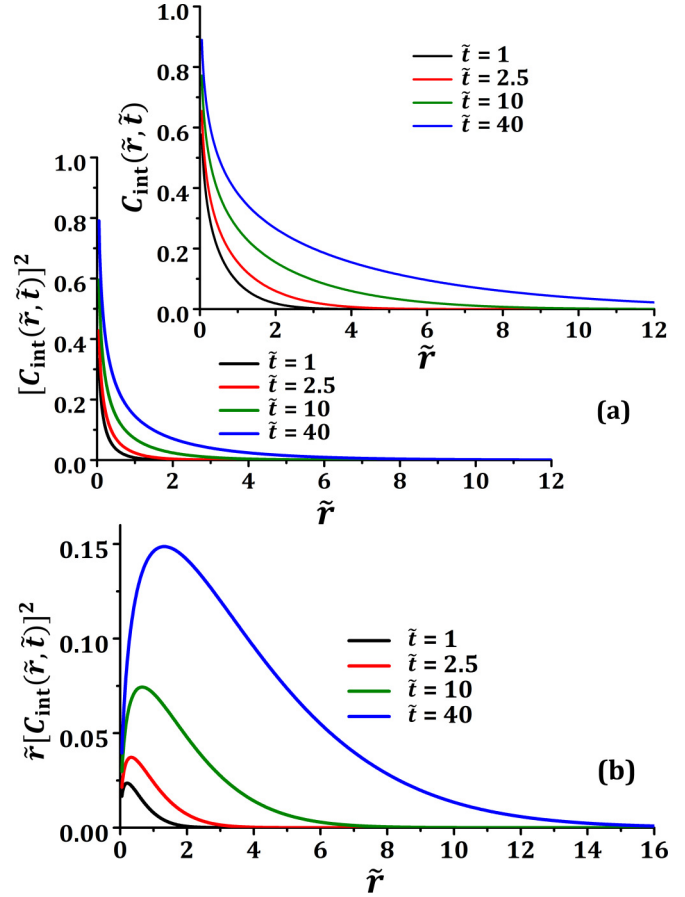 1.0
0.8
0.6
0.4
0.2
0.0
C_int(r̃, t̃)
t̃ = 1
t̃ = 2.5
t̃ = 10
t̃ = 40
0 2 4 6 8 10 12
r̃
1.0
0.8
0.6
0.4
0.2
0.0
[C_int(r̃, t̃)]²
t̃ = 1
t̃ = 2.5
t̃ = 10
t̃ = 40
(a)
0 2 4 6 8 10 12
r̃
0.15
0.10
0.05
0.00
r̃[C_int(r̃, t̃)]²
t̃ = 1
t̃ = 2.5
t̃ = 10
t̃ = 40
(b)
0 2 4 6 8 10 12 14 16
r̃